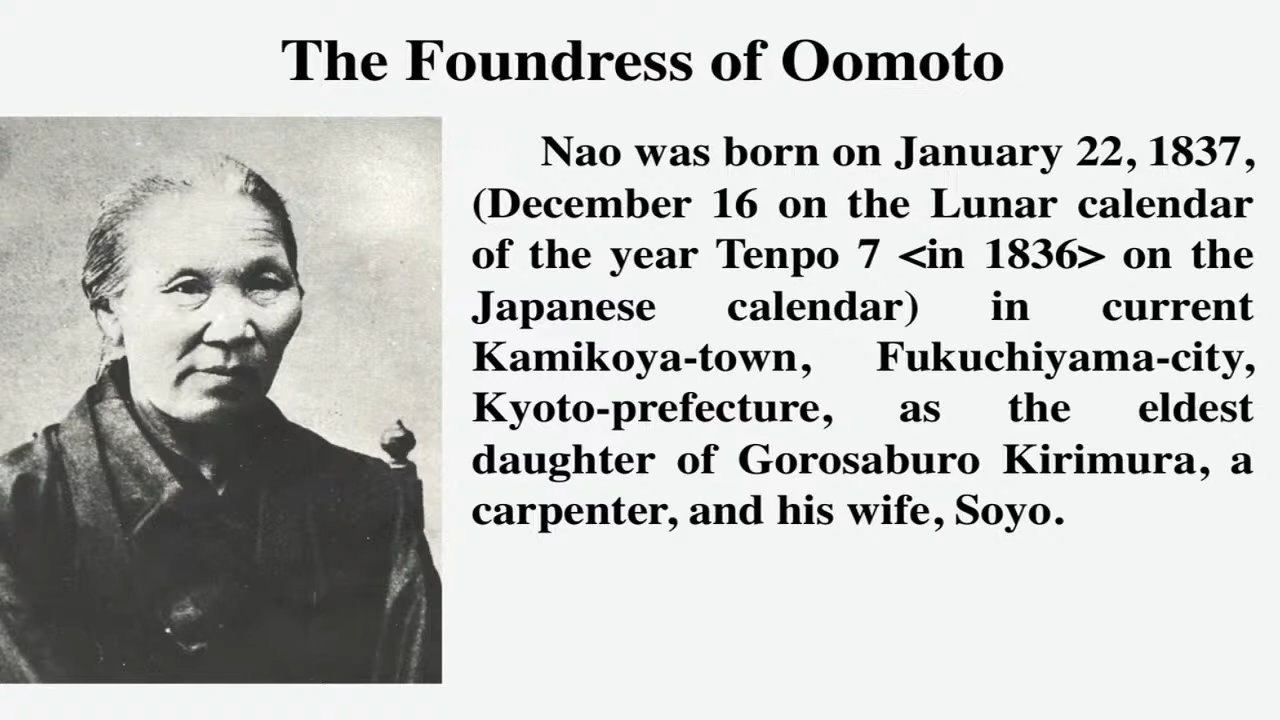 The Foundress of Oomoto
Nao was born on January 22, 1837,
(December 16 on the Lunar calendar
of the year Tenpo 7 <in 1836> on the
Japanese calendar) in current
Kamikoya-town, Fukuchiyama-city,
Kyoto-prefecture, as the eldest
daughter of Gorosaburo Kirimura, a
carpenter, and his wife, Soyo.